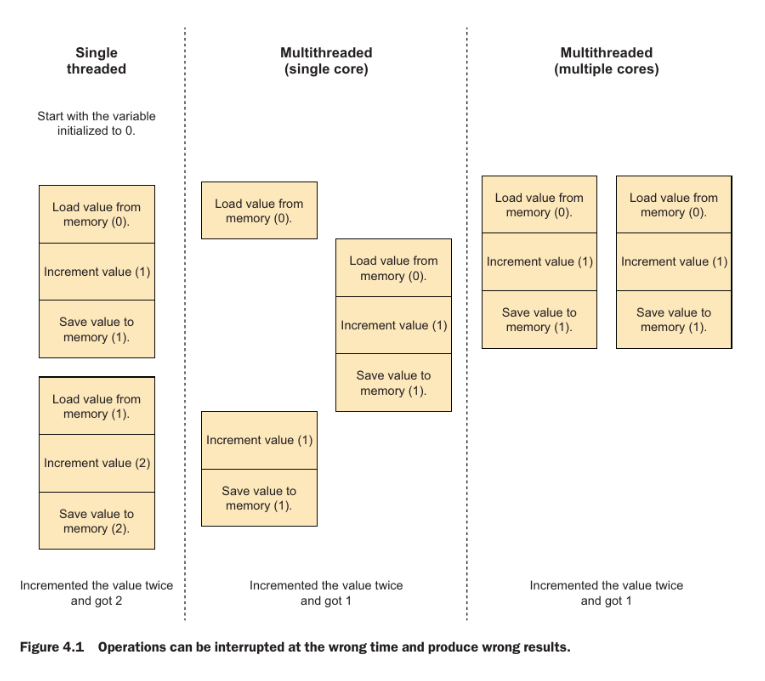 Single
threaded
Start with the variable
initialized to 0.
Load value from
memory (0).
Increment value (1)
Save value to
memory (1).
Load value from
memory (1).
Increment value (2)
Save value to
memory (2).
Incremented the value twice
and got 2
Multithreaded
(single core)
Load value from
memory (0).
Load value from
memory (0).
Increment value (1)
Save value to
memory (1).
Increment value (1)
Save value to
memory (1).
Incremented the value twice
and got 1
Multithreaded
(multiple cores)
Load value from
memory (0).
Increment value (1)
Save value to
memory (1).
Load value from
memory (0).
Increment value (1)
Save value to
memory (1).
Incremented the value twice
and got 1
Figure 4.1 Operations can be interrupted at the wrong time and produce wrong results.